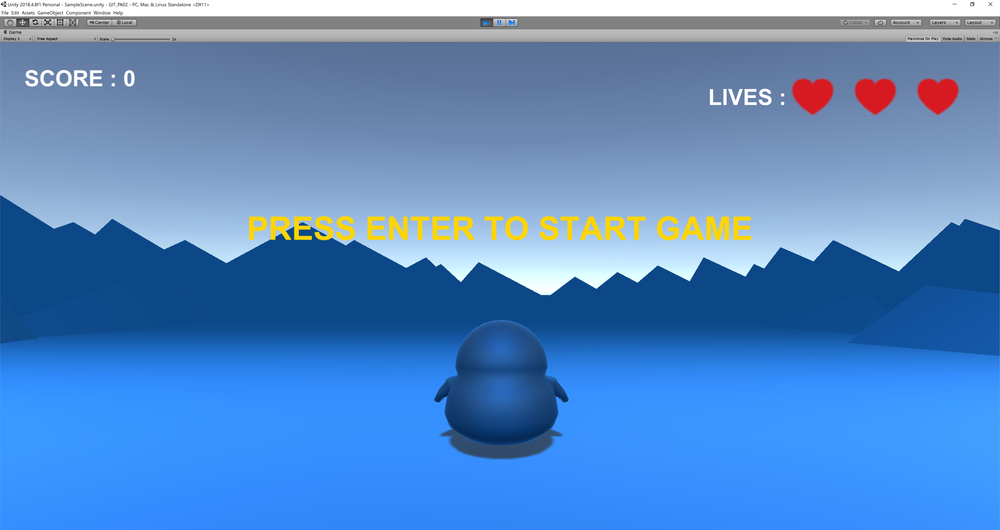 Unity 2018.4.8f1 Personal - SampleScene.unity - GIT_PA02 - PC, Mac & Linux Standalone <DX11>
File Edit Assets GameObject Component Window Help
Center Local Collab Account Layers Layout
Game
Display 1 Free Aspect Scale 2x Maximize On Play Mute Audio Stats Gizmos
SCORE : 0
LIVES :
PRESS ENTER TO START GAME